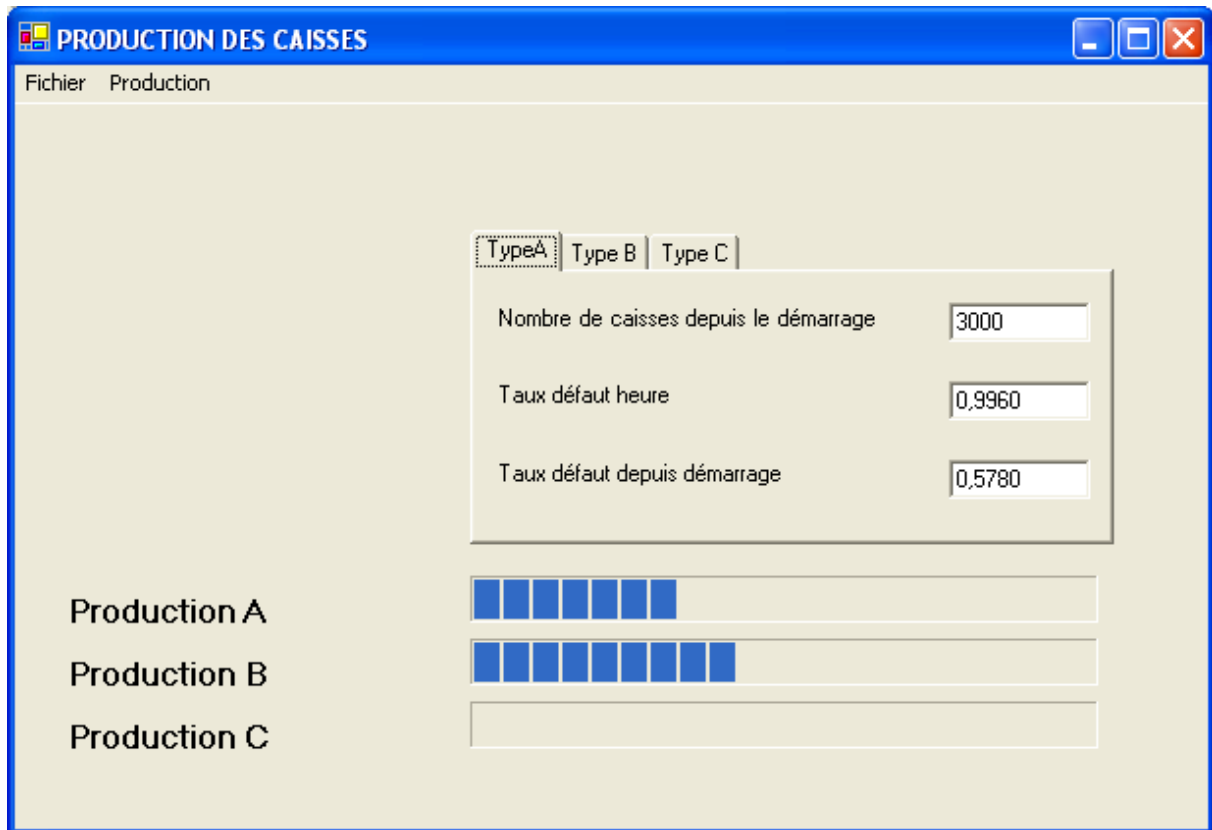 PRODUCTION DES CAISSES
Fichier Production
TypeA Type B Type C
Nombre de caisses depuis le démarrage 3000
Taux défaut heure 0,9960
Taux défaut depuis démarrage 0,5780
Production A
Production B
Production C